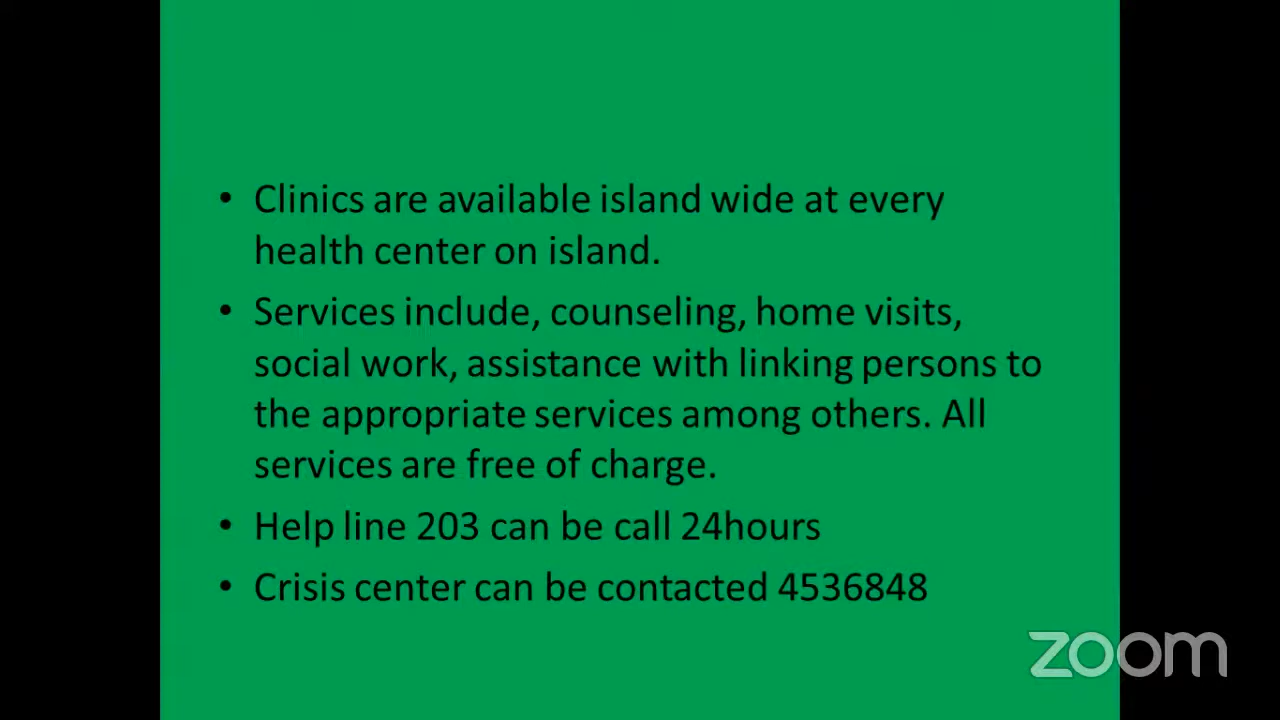 • Clinics are available island wide at every
health center on island.
• Services include, counseling, home visits,
social work, assistance with linking persons to
the appropriate services among others. All
services are free of charge.
• Help line 203 can be call 24hours
• Crisis center can be contacted 4536848
zoom